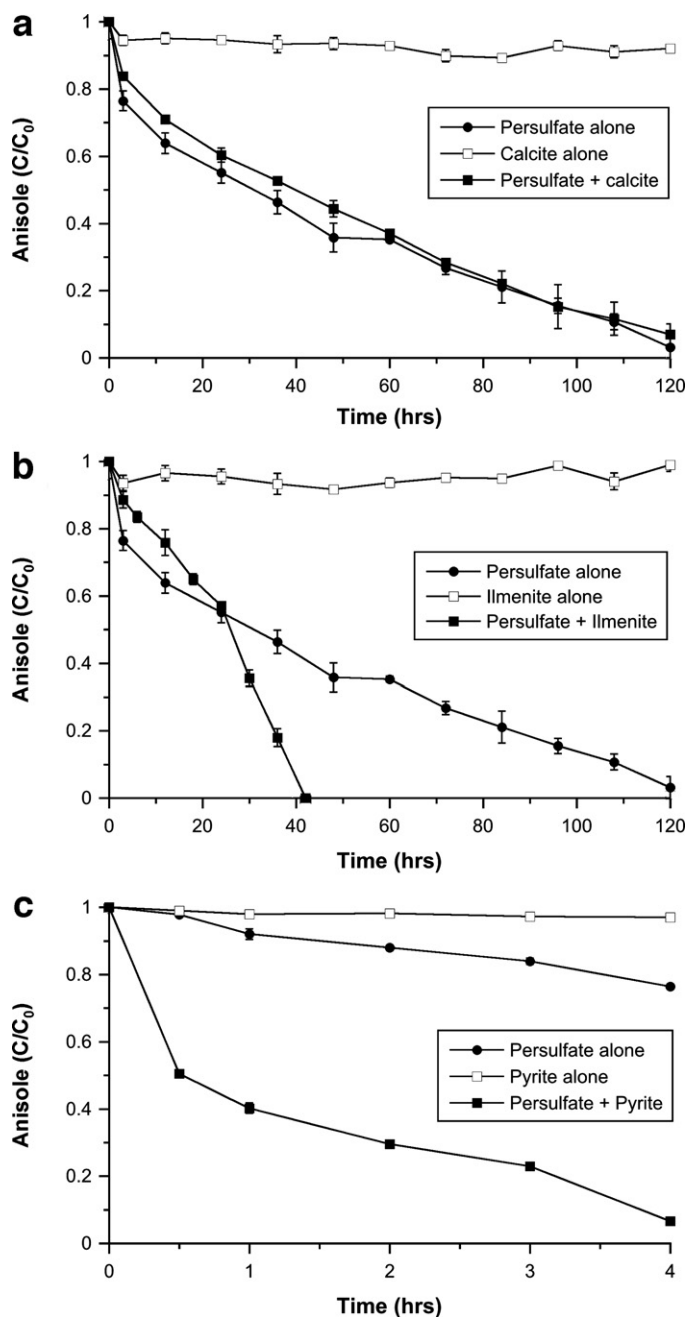 a
1
0.8
0.6
0.4
0.2
0
Anisole (C/C₀)
Persulfate alone
Calcite alone
Persulfate + calcite
0 20 40 60 80 100 120
Time (hrs)
b
1
0.8
0.6
0.4
0.2
0
Anisole (C/C₀)
Persulfate alone
Ilmenite alone
Persulfate + Ilmenite
0 20 40 60 80 100 120
Time (hrs)
c
1
0.8
0.6
0.4
0.2
0
Anisole (C/C₀)
Persulfate alone
Pyrite alone
Persulfate + Pyrite
0 1 2 3 4
Time (hrs)